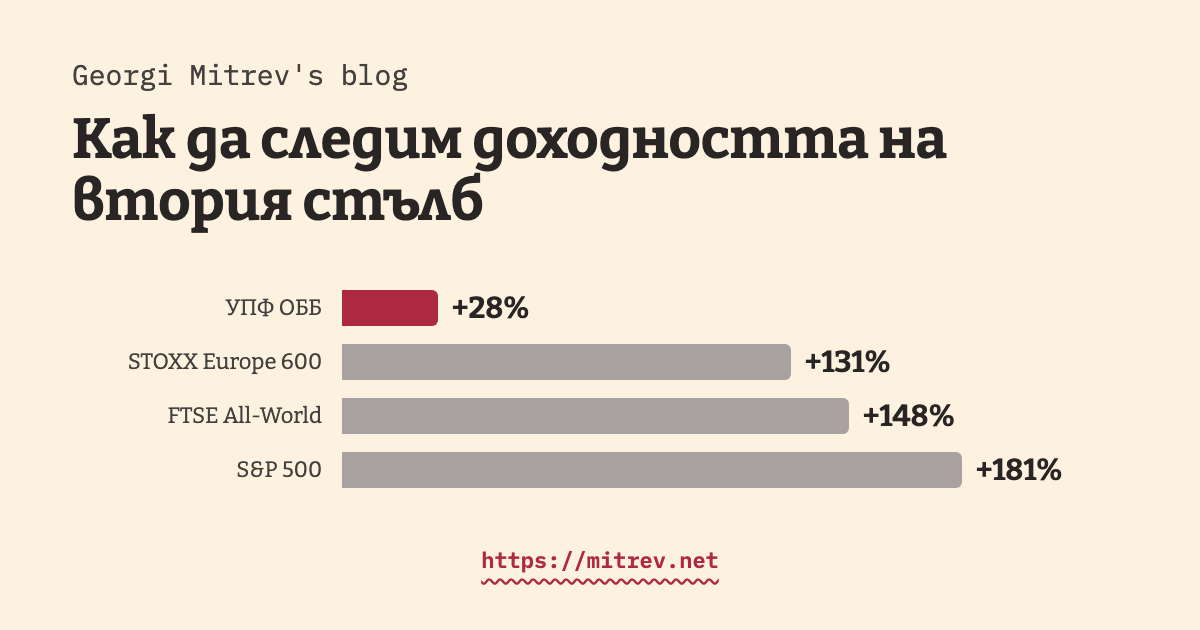 Georgi Mitrev's blog
Как да следим доходността на
втория стълб
УПФ ОББ +28%
STOXX Europe 600 +131%
FTSE All-World +148%
S&P 500 +181%
https://mitrev.net